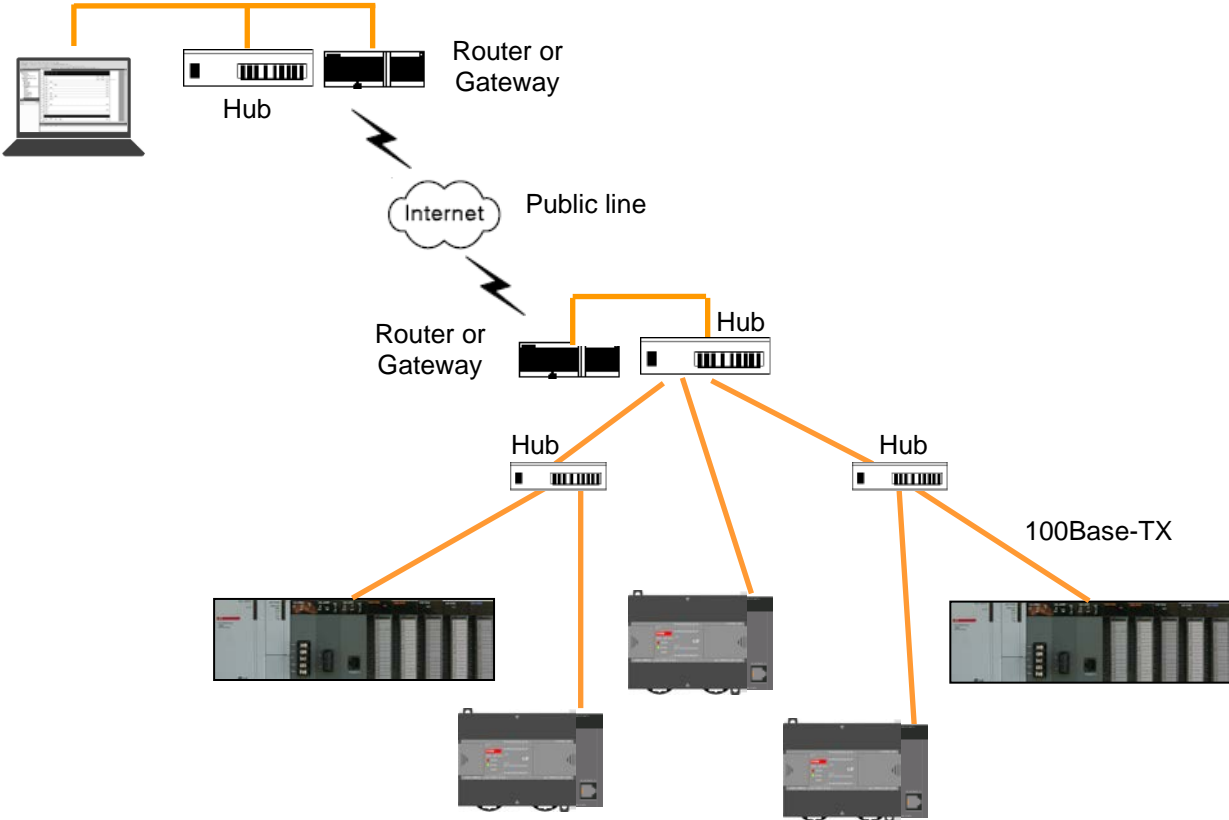 Router or
Gateway
Hub
Internet
Public line
Hub
Router or
Gateway
Hub
Hub
100Base-TX